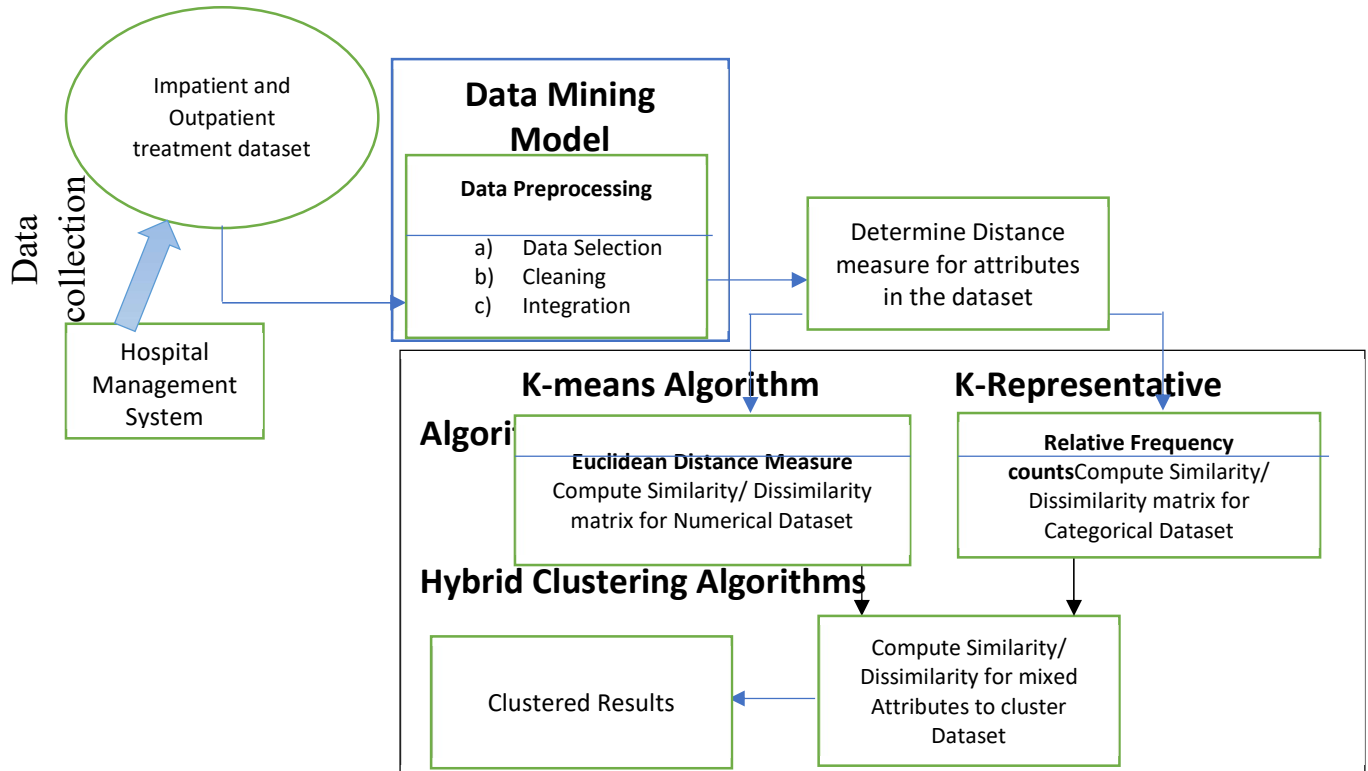 Impatient and
Outpatient
treatment dataset
Data
collection
Hospital
Management
System
Data Mining
Model
Data Preprocessing
a) Data Selection
b) Cleaning
c) Integration
Determine Distance
measure for attributes
in the dataset
K-means Algorithm K-Representative
Euclidean Distance Measure
Compute Similarity/ Dissimilarity
matrix for Numerical Dataset
Relative Frequency
countsCompute Similarity/
Dissimilarity matrix for
Categorical Dataset
Hybrid Clustering Algorithms
Compute Similarity/
Dissimilarity for mixed
Attributes to cluster
Dataset
Clustered Results